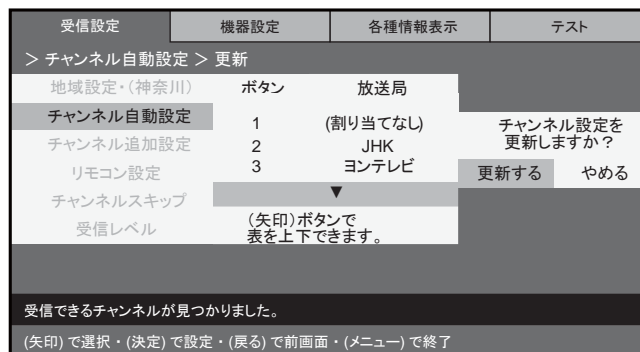 受信設定
機器設定
各種情報表示
テスト
＞ チャンネル自動設定 ＞ 更新
地域設定・(神奈川)
チャンネル自動設定
チャンネル追加設定
リモコン設定
チャンネルスキップ
受信レベル
ボタン 放送局
1 (割り当てなし)
2 JHK
3 ヨンテレビ
▼
(矢印)ボタンで
表を上下できます。
チャンネル設定を
更新しますか？
更新する やめる
受信できるチャンネルが見つかりました。
(矢印) で選択・(決定) で設定・(戻る) で前画面・(メニュー) で終了